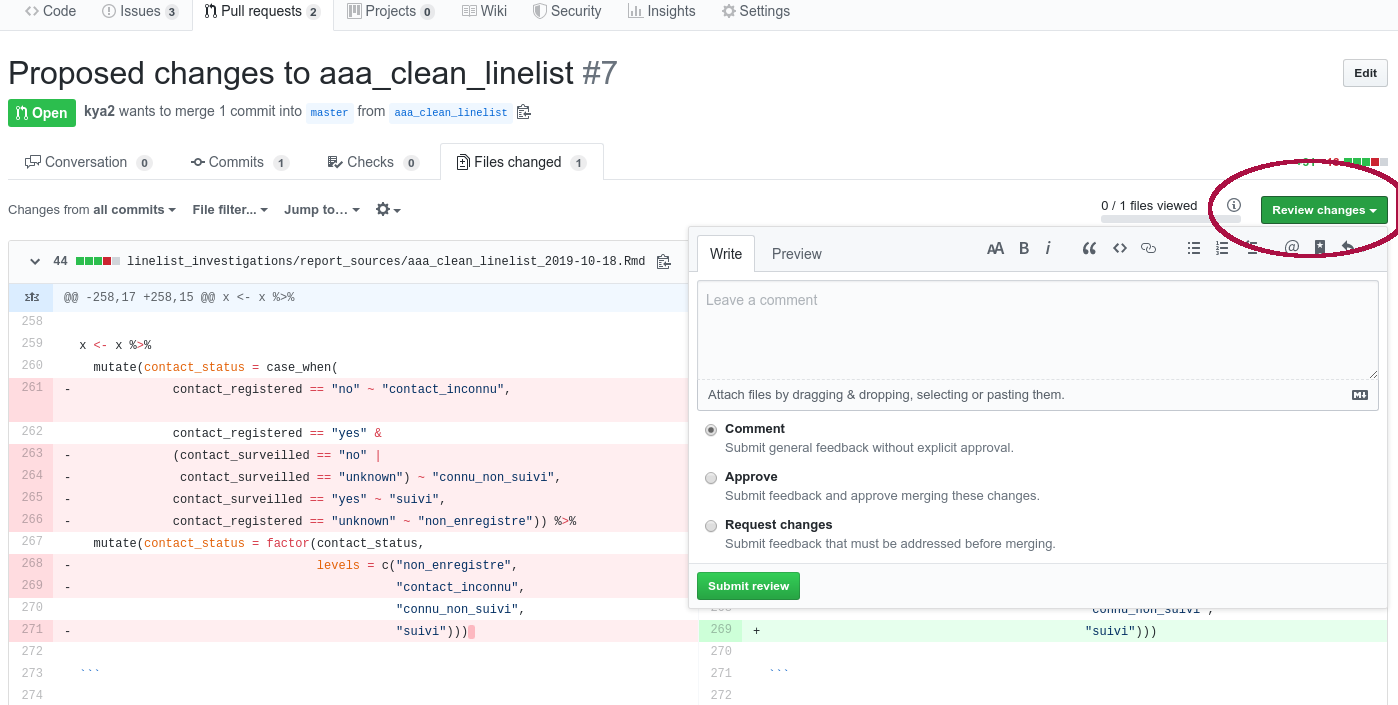 Code Issues 3 Pull requests 2 Projects 0 Wiki Security Insights Settings
Proposed changes to aaa_clean_linelist #7
Edit
Open kya2 wants to merge 1 commit into master from aaa_clean_linelist
Conversation 0 Commits 1 Checks 0 Files changed 1
Changes from all commits File filter... Jump to... 0 / 1 files viewed Review changes
44 linelist_investigations/report_sources/aaa_clean_linelist_2019-10-18.Rmd
Write Preview AA B i
@@ -258,17 +258,15 @@ x <- x %>%
Leave a comment
258
259 x <- x %>%
260 mutate(contact_status = case_when(
261 - contact_registered == "no" ~ "contact_inconnu",
Attach files by dragging & dropping, selecting or pasting them.
262 contact_registered == "yes" &
263 - (contact_surveilled == "no" |
264 - contact_surveilled == "unknown") ~ "connu_non_suivi",
265 - contact_surveilled == "yes" ~ "suivi",
266 - contact_registered == "unknown" ~ "non_enregistre")) %>%
267 mutate(contact_status = factor(contact_status,
268 - levels = c("non_enregistre",
269 - "contact_inconnu",
270 "connu_non_suivi",
271 - "suivi")))
272
273 ```
274
Comment
Submit general feedback without explicit approval.
Approve
Submit feedback and approve merging these changes.
Request changes
Submit feedback that must be addressed before merging.
Submit review
"connu_non_suivi",
269 + "suivi")))
270
271 ```
272